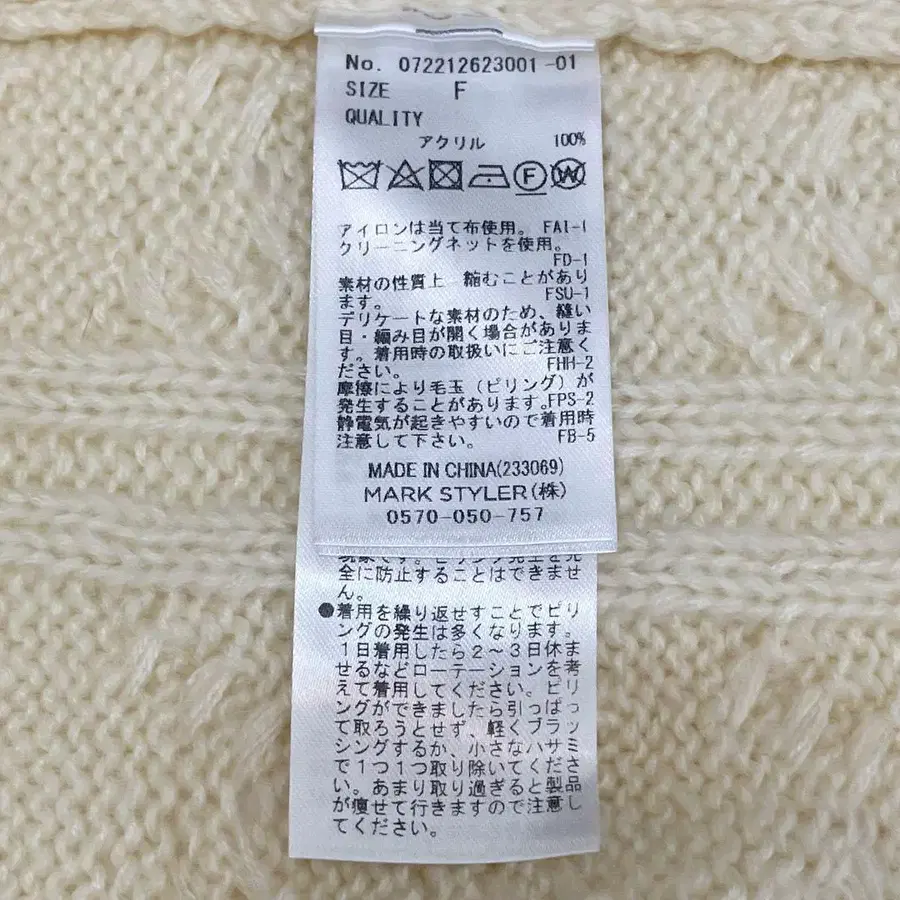 No. 072212623001 -01
SIZE F
QUALITY
アクリル 100%
F W
アイロンは当て布使用。 FAI-1
クリーニングネットを使用。
FD-1
素材の性質上 縮むことがあり
ます。 FSU-1
デリケートな素材のため、縫い
目・編み目が開く場合がありま
す。着用時の取扱いにご注意く
ださい。 FHH-2
摩擦により毛玉（ピリング）が
発生することがあります。FPS-2
静電気が起きやすいので着用時
注意して下さい。 FB-5
MADE IN CHINA(233069)
MARK STYLER(株)
0570-050-757
現象です。ピリング発生を完
全に防止することはできませ
ん。
●着用を繰り返せすことでピリ
ングの発生は多くなります。
1日着用したら2～3日休ま
せるなどローテーションを考
えて着用してください。ピリ
ングができましたら引っぱっ
て取ろうとせず、軽くブラッ
シングするか、小さなハサミ
で1つ1つ取り除いてくださ
い。あまり取り過ぎると製品
が痩せて行きますので注意し
てください。